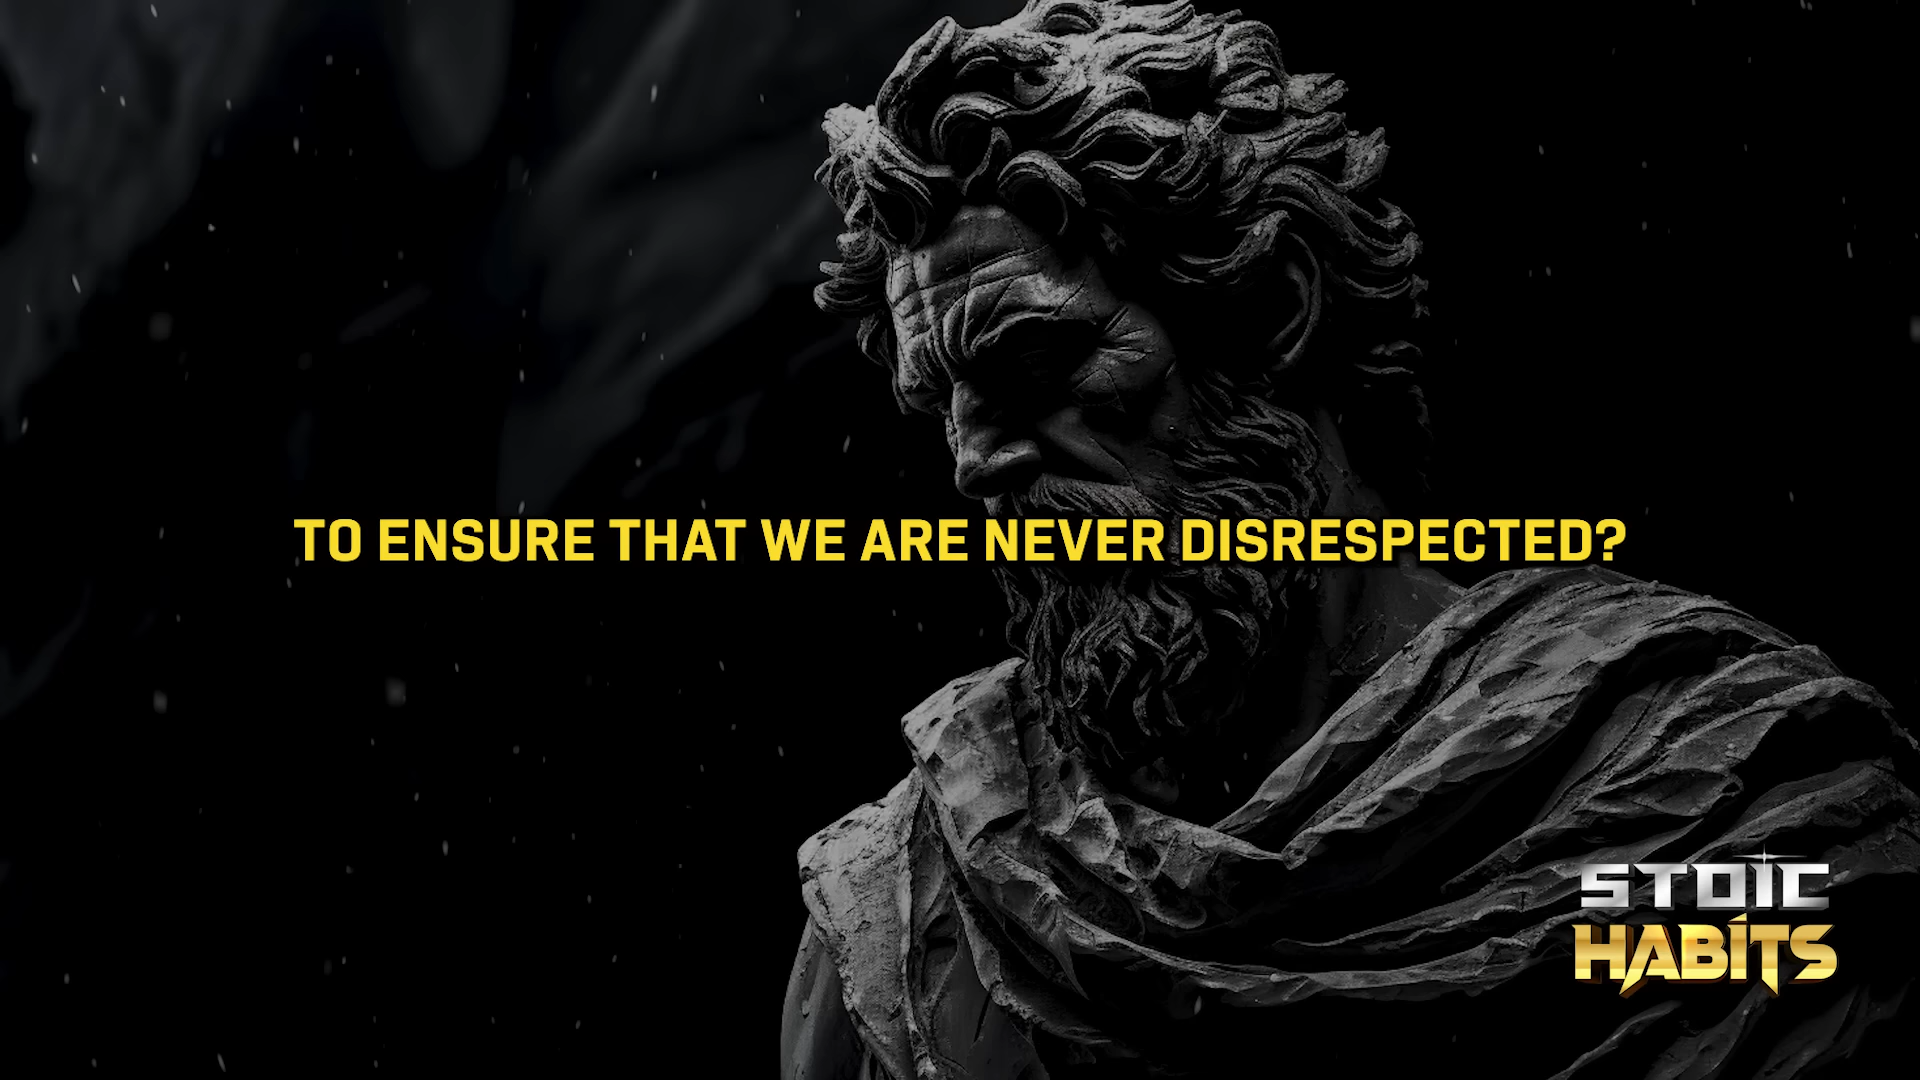 TO ENSURE THAT WE ARE NEVER DISRESPECTED?
STOIC
HABITS